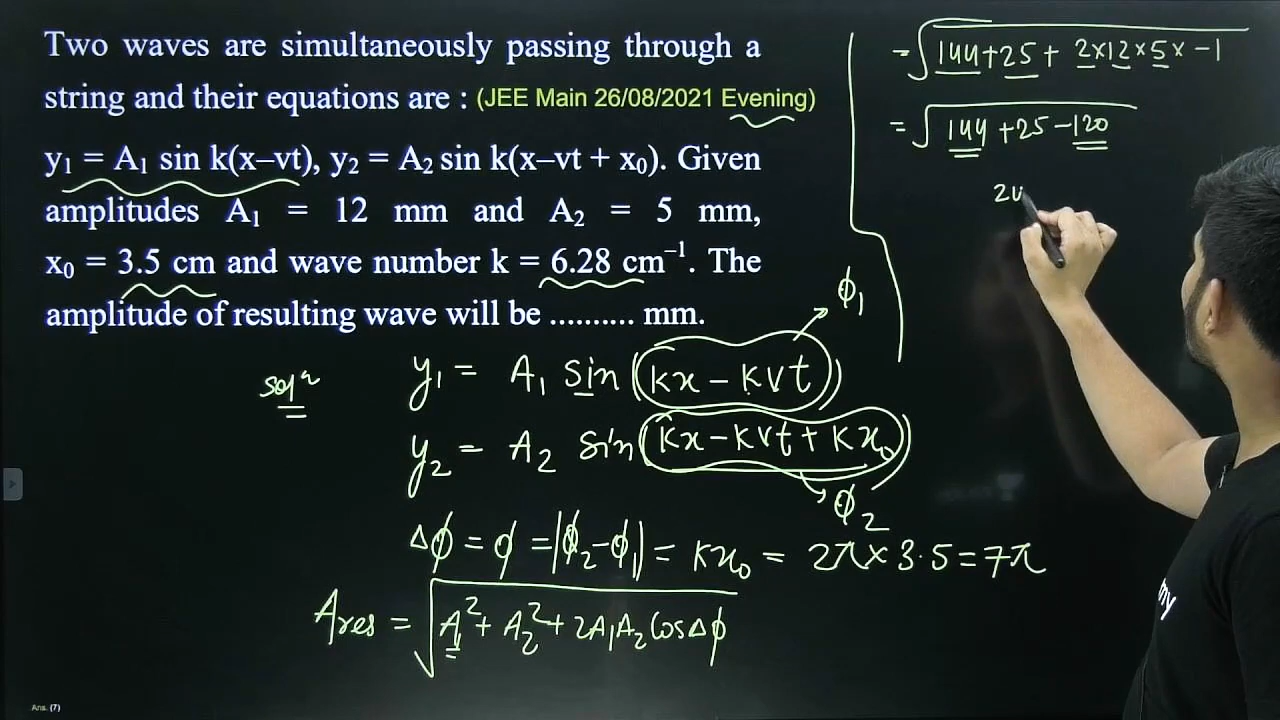 Two waves are simultaneously passing through a
string and their equations are : (JEE Main 26/08/2021 Evening)
y₁ = A₁ sin k(x–vt), y₂ = A₂ sin k(x–vt + x₀). Given
amplitudes A₁ = 12 mm and A₂ = 5 mm,
x₀ = 3.5 cm and wave number k = 6.28 cm⁻¹. The
amplitude of resulting wave will be .......... mm.
Solⁿ
y₁ = A₁ sin (kx – kvt)
ϕ₁
y₂ = A₂ sin (kx – kvt + kx₀)
ϕ₂
Δϕ = ϕ = |ϕ₂–ϕ₁| = kx₀ = 2π × 3.5 = 7π
Ares = √A₁² + A₂² + 2A₁A₂ cosΔϕ
= √144+25 + 2×12×5× –1
= √144 +25 –120
24
Ans. (7)